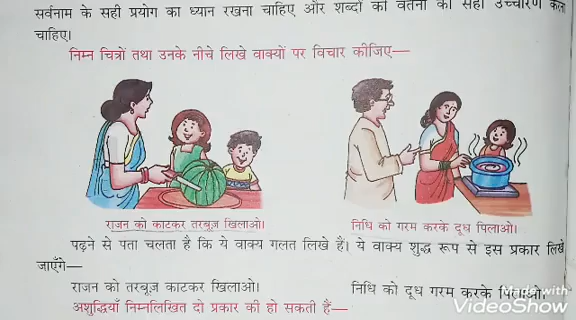 सर्वनाम के सही प्रयोग का ध्यान रखना चाहिए और शब्दों की वर्तनी का सही उच्चारण
चाहिए।
निम्न चित्रों तथा उनके नीचे लिखे वाक्यों पर विचार कीजिए—
राजन को काटकर तरबूज़ खिलाओ।
निधि को गरम करके दूध पिलाओ।
पढ़ने से पता चलता है कि ये वाक्य गलत लिखे हैं। ये वाक्य शुद्ध रूप से इस प्रकार लिखे
जाएँगे—
राजन को तरबूज़ काटकर खिलाओ।
निधि को दूध गरम करके पिलाओ।
अशुद्धियाँ निम्नलिखित दो प्रकार की हो सकती हैं—
Made with
VideoShow